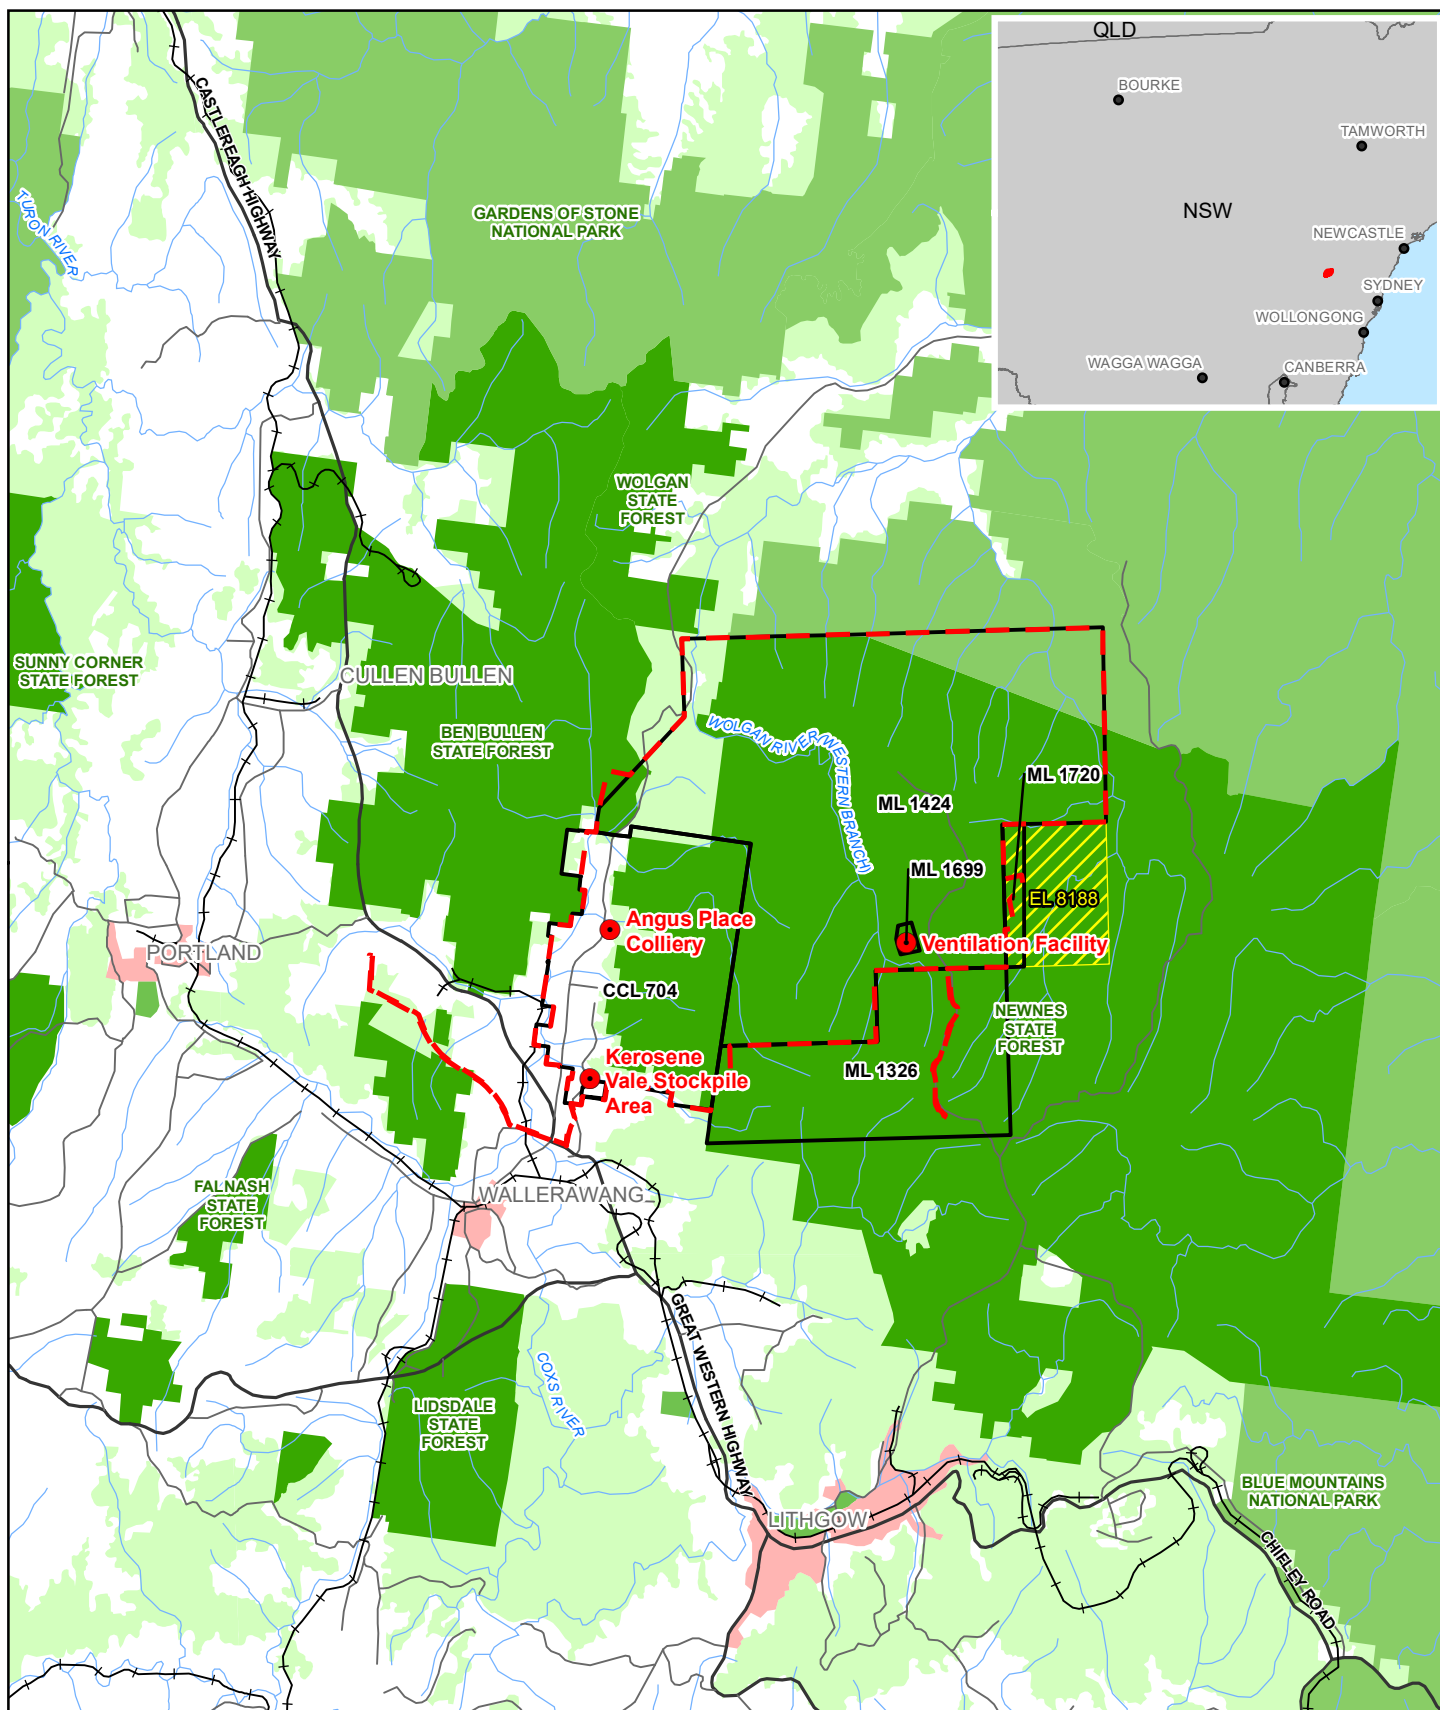 QLD
BOURKE
TAMWORTH
NSW
NEWCASTLE
SYDNEY
WOLLONGONG
WAGGA WAGGA
CANBERRA
CASTLEREAGH HIGHWAY
TURON RIVER
GARDENS OF STONE
NATIONAL PARK
WOLGAN
STATE
FOREST
SUNNY CORNER
STATE FOREST
CULLEN BULLEN
BEN BULLEN
STATE FOREST
WOLGAN RIVER (WESTERN BRANCH)
ML 1720
ML 1424
ML 1699
EL 8188
Angus Place
Colliery
Ventilation Facility
PORTLAND
CCL 704
NEWNES
STATE
FOREST
Kerosene
Vale Stockpile
Area
ML 1326
FALNASH
STATE
FOREST
WALLERAWANG
GREAT WESTERN HIGHWAY
COXS RIVER
LIDSDALE
STATE
FOREST
BLUE MOUNTAINS
NATIONAL PARK
LITHGOW
CHIFLEY ROAD